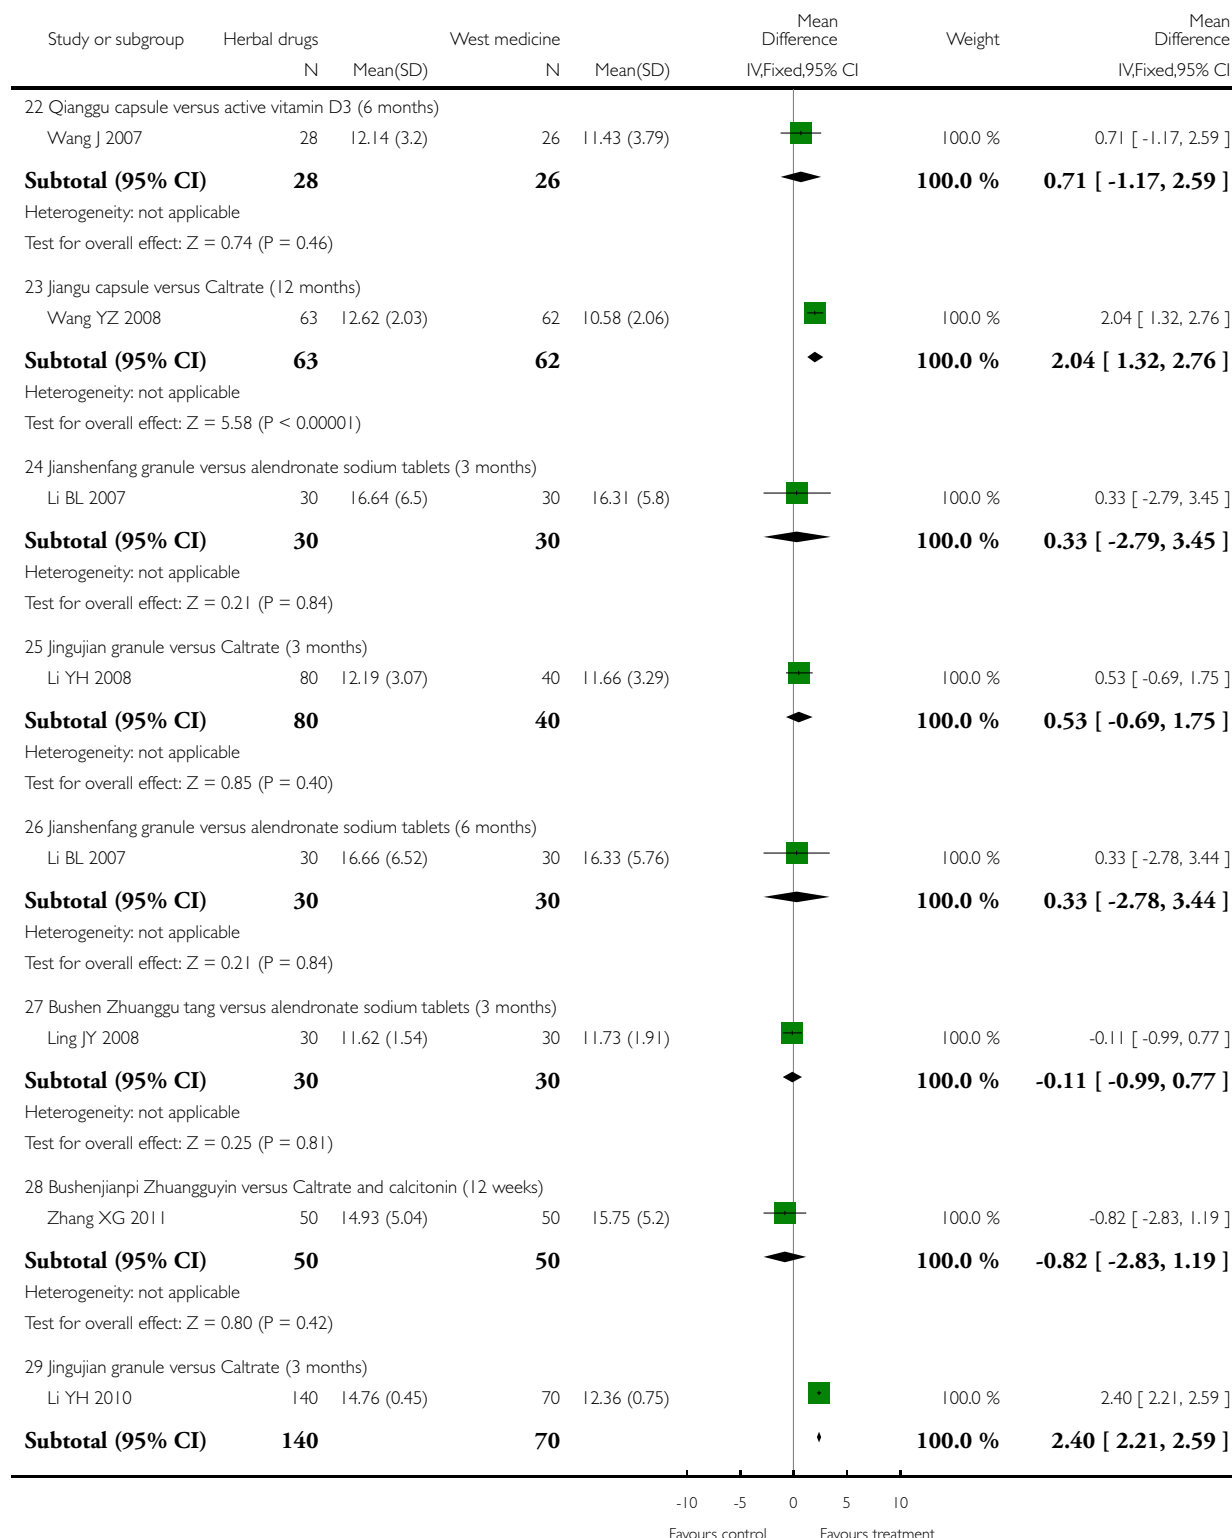 Study or subgroup Herbal drugs West medicine Mean Difference Weight Mean Difference
N Mean(SD) N Mean(SD) IV,Fixed,95% CI IV,Fixed,95% CI
22 Qianggu capsule versus active vitamin D3 (6 months)
Wang J 2007 28 12.14 (3.2) 26 11.43 (3.79) 100.0 % 0.71 [ -1.17, 2.59 ]
Subtotal (95% CI) 28 26 100.0 % 0.71 [ -1.17, 2.59 ]
Heterogeneity: not applicable
Test for overall effect: Z = 0.74 (P = 0.46)
23 Jiangu capsule versus Caltrate (12 months)
Wang YZ 2008 63 12.62 (2.03) 62 10.58 (2.06) 100.0 % 2.04 [ 1.32, 2.76 ]
Subtotal (95% CI) 63 62 100.0 % 2.04 [ 1.32, 2.76 ]
Heterogeneity: not applicable
Test for overall effect: Z = 5.58 (P < 0.00001)
24 Jianshenfang granule versus alendronate sodium tablets (3 months)
Li BL 2007 30 16.64 (6.5) 30 16.31 (5.8) 100.0 % 0.33 [ -2.79, 3.45 ]
Subtotal (95% CI) 30 30 100.0 % 0.33 [ -2.79, 3.45 ]
Heterogeneity: not applicable
Test for overall effect: Z = 0.21 (P = 0.84)
25 Jingujian granule versus Caltrate (3 months)
Li YH 2008 80 12.19 (3.07) 40 11.66 (3.29) 100.0 % 0.53 [ -0.69, 1.75 ]
Subtotal (95% CI) 80 40 100.0 % 0.53 [ -0.69, 1.75 ]
Heterogeneity: not applicable
Test for overall effect: Z = 0.85 (P = 0.40)
26 Jianshenfang granule versus alendronate sodium tablets (6 months)
Li BL 2007 30 16.66 (6.52) 30 16.33 (5.76) 100.0 % 0.33 [ -2.78, 3.44 ]
Subtotal (95% CI) 30 30 100.0 % 0.33 [ -2.78, 3.44 ]
Heterogeneity: not applicable
Test for overall effect: Z = 0.21 (P = 0.84)
27 Bushen Zhuanggu tang versus alendronate sodium tablets (3 months)
Ling JY 2008 30 11.62 (1.54) 30 11.73 (1.91) 100.0 % -0.11 [ -0.99, 0.77 ]
Subtotal (95% CI) 30 30 100.0 % -0.11 [ -0.99, 0.77 ]
Heterogeneity: not applicable
Test for overall effect: Z = 0.25 (P = 0.81)
28 Bushenjianpi Zhuangguyin versus Caltrate and calcitonin (12 weeks)
Zhang XG 2011 50 14.93 (5.04) 50 15.75 (5.2) 100.0 % -0.82 [ -2.83, 1.19 ]
Subtotal (95% CI) 50 50 100.0 % -0.82 [ -2.83, 1.19 ]
Heterogeneity: not applicable
Test for overall effect: Z = 0.80 (P = 0.42)
29 Jingujian granule versus Caltrate (3 months)
Li YH 2010 140 14.76 (0.45) 70 12.36 (0.75) 100.0 % 2.40 [ 2.21, 2.59 ]
Subtotal (95% CI) 140 70 100.0 % 2.40 [ 2.21, 2.59 ]
-10 -5 0 5 10
Favours control Favours treatment